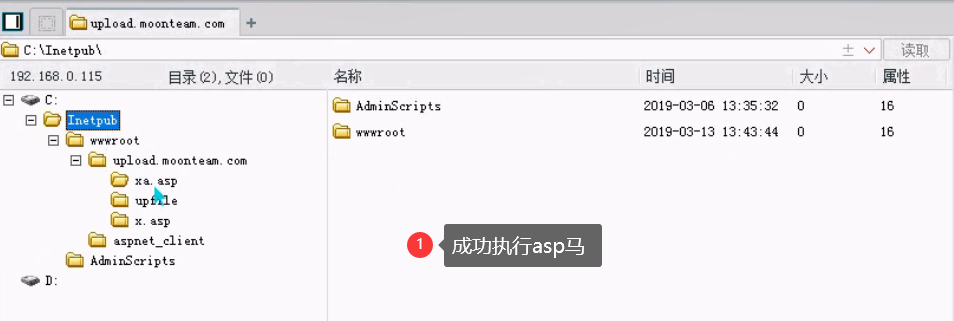 upload.moonteam.com +
C:\Inetpub\ 读取
192.168.0.115 目录(2),文件(0) 名称 时间 大小 属性
C:
Inetpub
wwwroot
upload.moonteam.com
xa.asp
upfile
x.asp
aspnet_client
AdminScripts
D:
AdminScripts 2019-03-06 13:35:32 0 16
wwwroot 2019-03-13 13:43:44 0 16
1 成功执行asp马